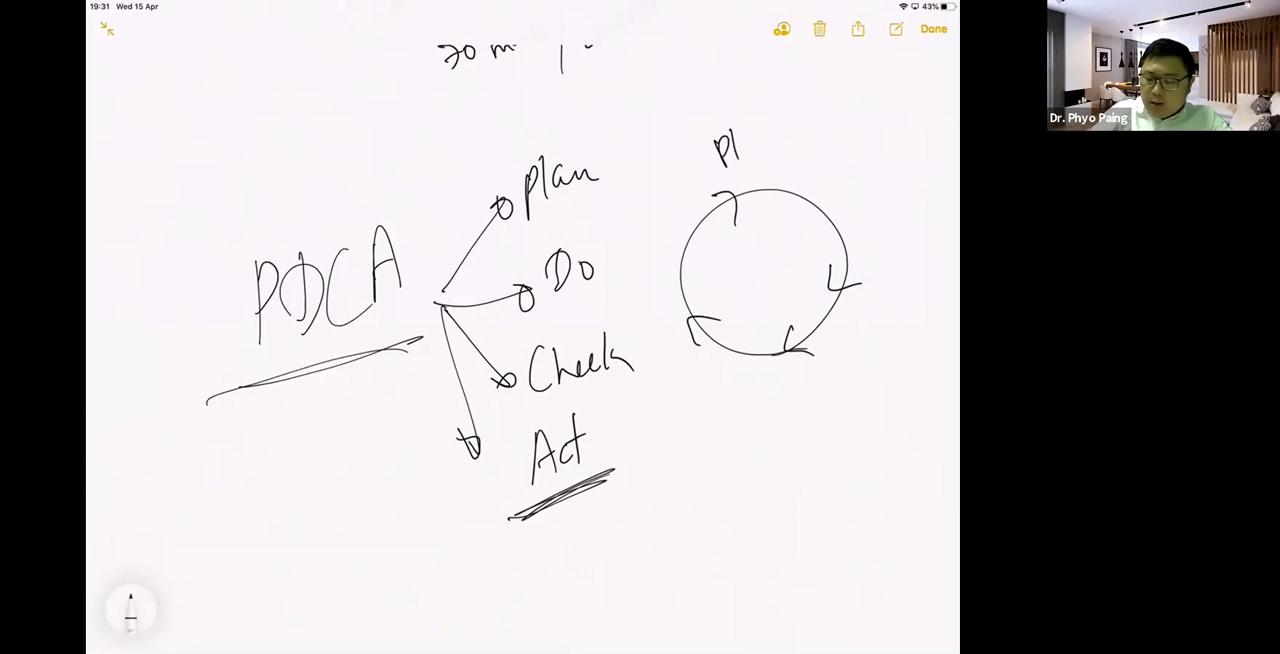 19:31 Wed 15 Apr
43%
Done
Dr. Phyo Paing
Pl
Plan
PDCA
Do
Check
Act